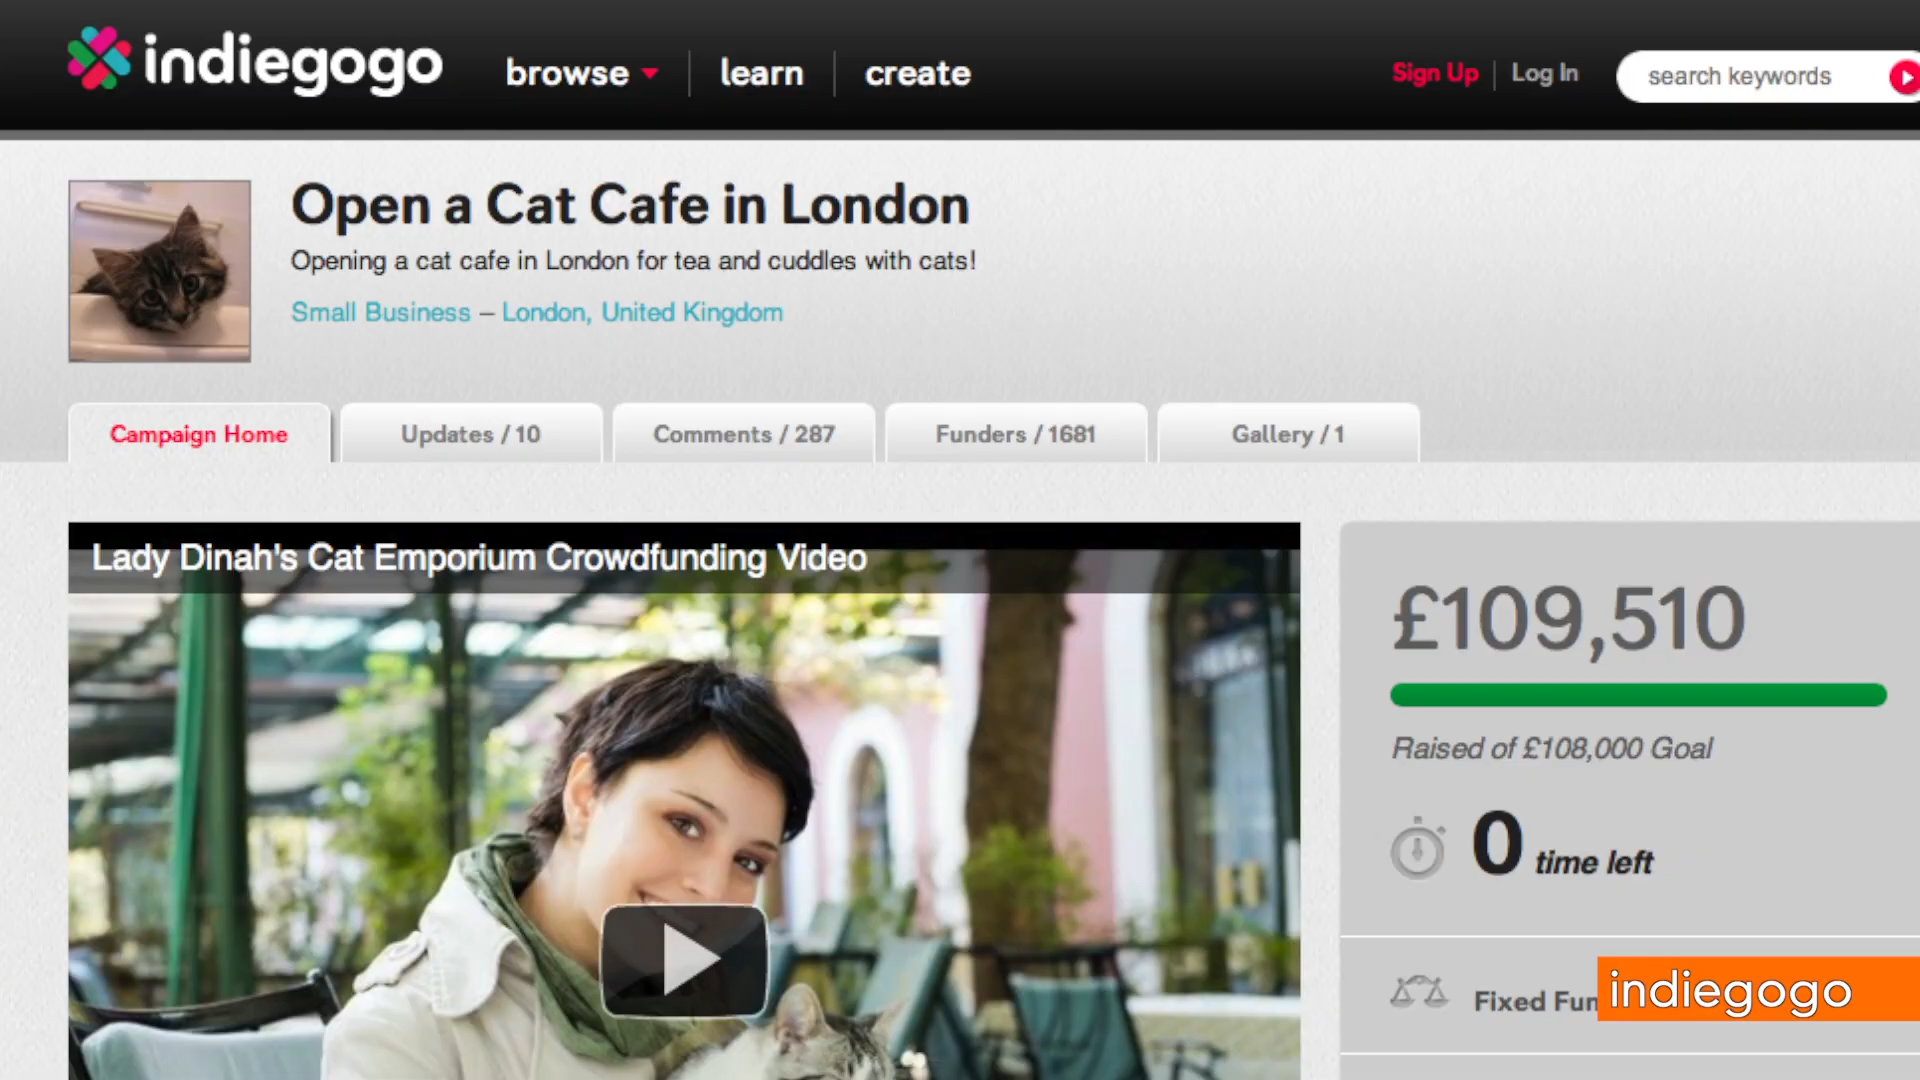 indiegogo
browse
learn
create
Sign Up
Log In
search keywords
Open a Cat Cafe in London
Opening a cat cafe in London for tea and cuddles with cats!
Small Business – London, United Kingdom
Campaign Home
Updates / 10
Comments / 287
Funders / 1681
Gallery / 1
Lady Dinah's Cat Emporium Crowdfunding Video
£109,510
Raised of £108,000 Goal
0 time left
Fixed
indiegogo